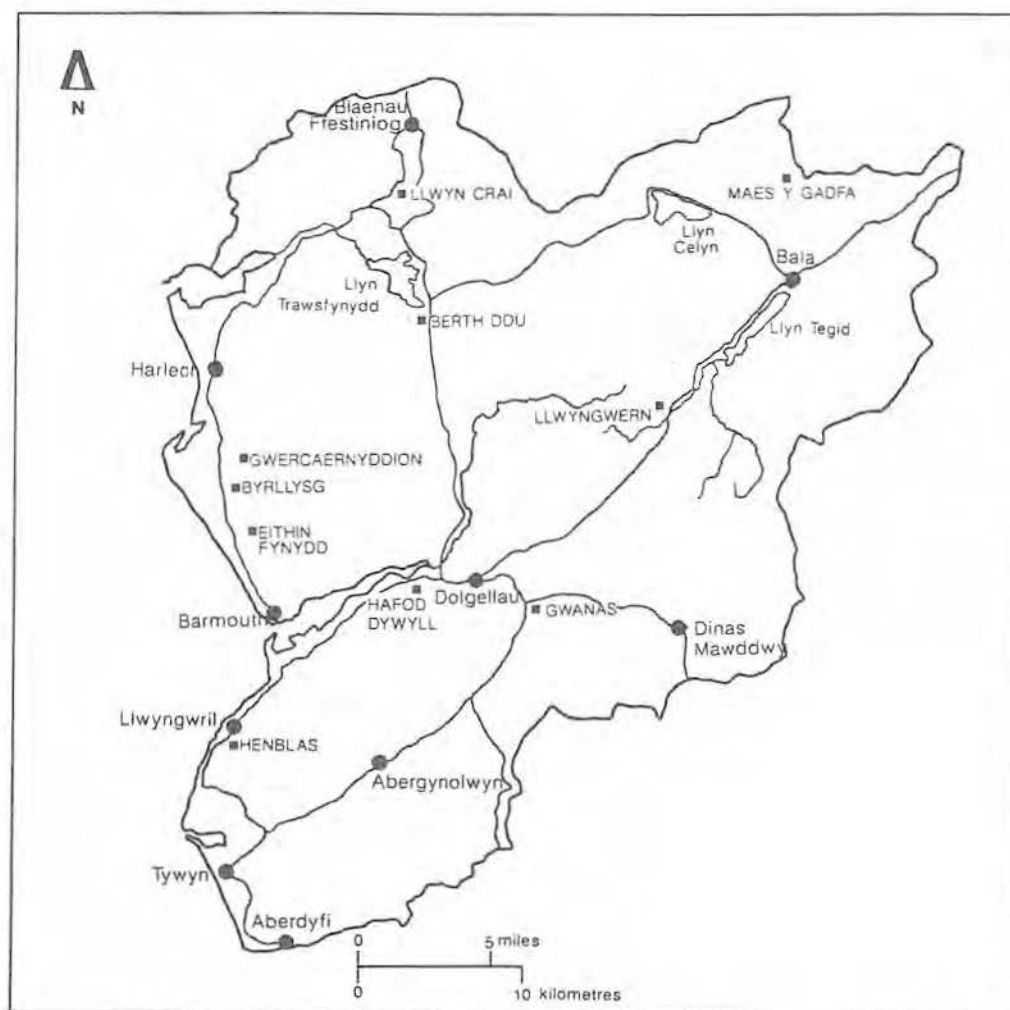 N
Blaenau
Ffestiniog
LLWYN CRAI
MAES Y GADFA
Llyn
Celyn
Bala
Llyn
Trawsfynydd
BERTH DDU
Llyn Tegid
Harlech
LLWYNGWERN
GWERCAERNYDDION
BYRLLYSG
EITHIN
FYNYDD
HAFOD
DYWYLL
Dolgellau
GWANAS
Barmouth
Dinas
Mawddwy
Llwyngwril
HENBLAS
Abergynolwyn
Tywyn
Aberdyfi
0 5 miles
0 10 kilometres